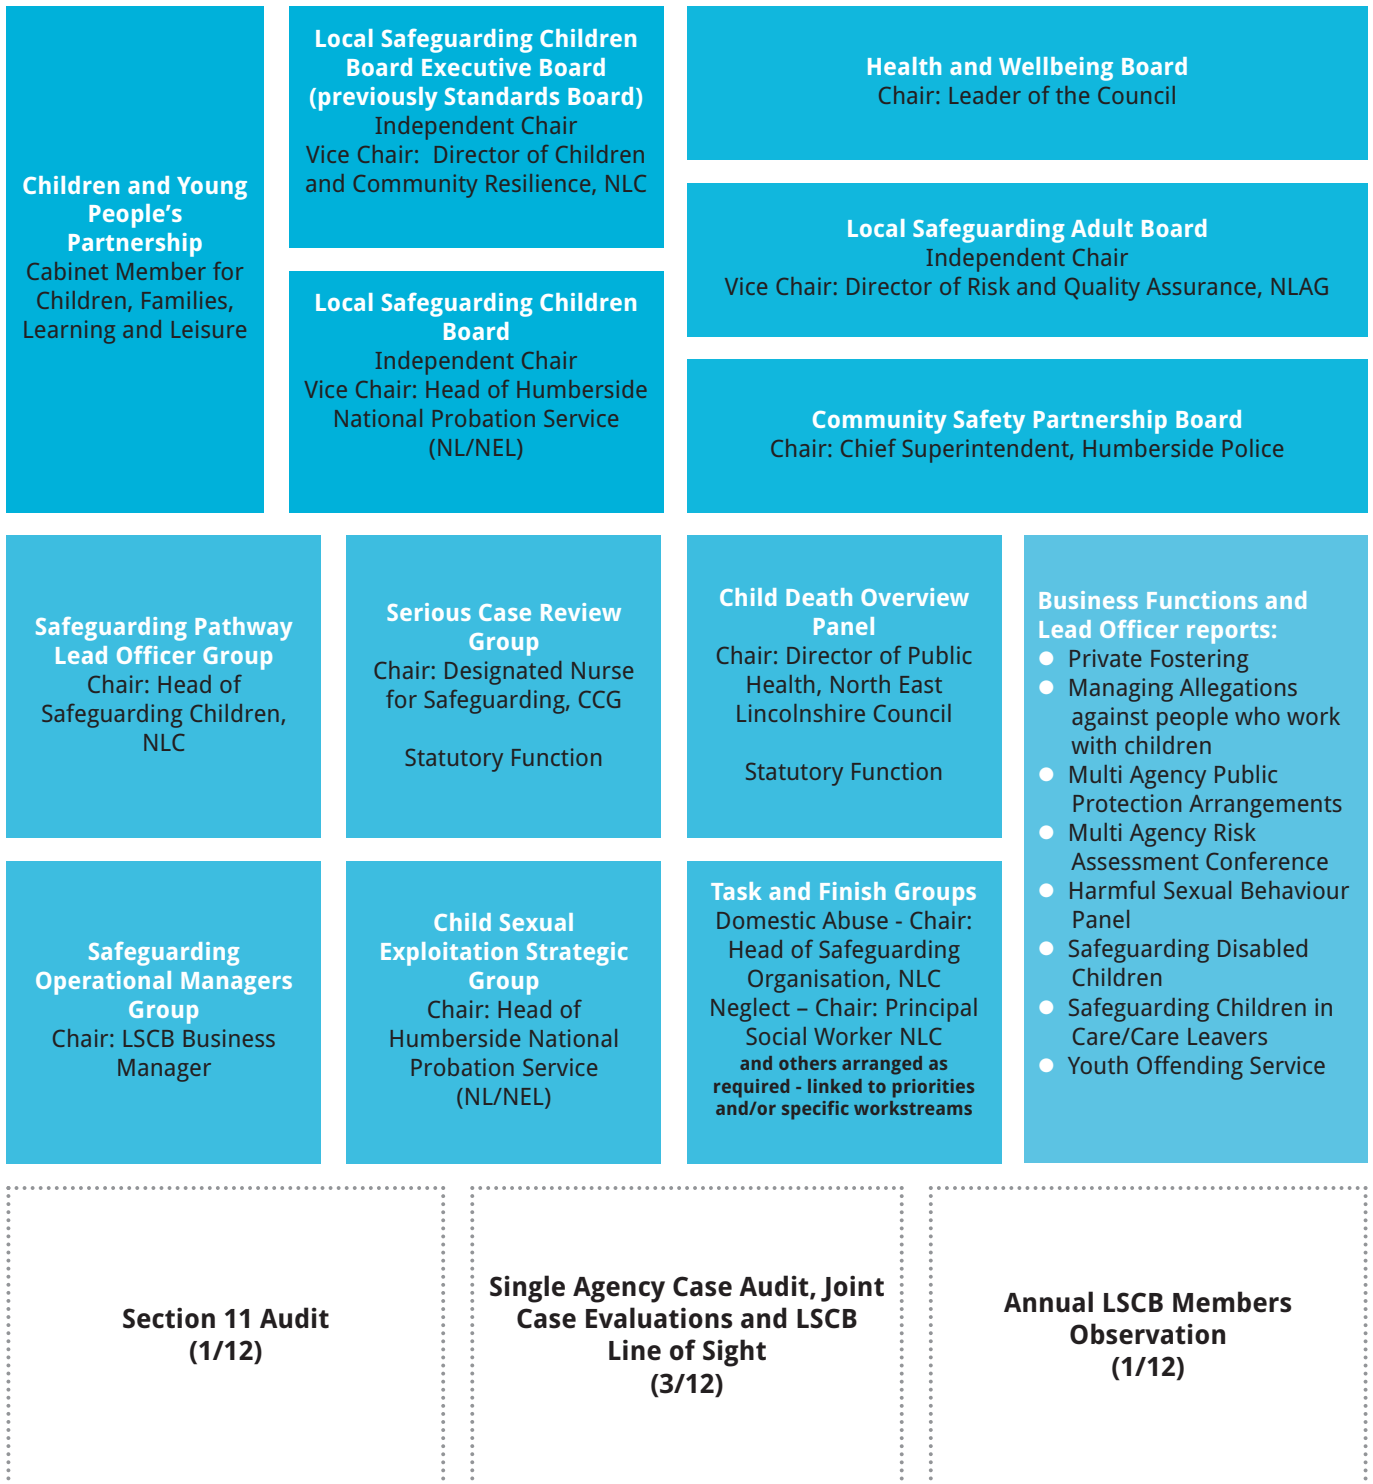 Children and Young
People’s
Partnership
Cabinet Member for
Children, Families,
Learning and Leisure
Local Safeguarding Children
Board Executive Board
(previously Standards Board)
Independent Chair
Vice Chair: Director of Children
and Community Resilience, NLC
Local Safeguarding Children
Board
Independent Chair
Vice Chair: Head of Humberside
National Probation Service
(NL/NEL)
Health and Wellbeing Board
Chair: Leader of the Council
Local Safeguarding Adult Board
Independent Chair
Vice Chair: Director of Risk and Quality Assurance, NLAG
Community Safety Partnership Board
Chair: Chief Superintendent, Humberside Police
Safeguarding Pathway
Lead Officer Group
Chair: Head of
Safeguarding Children,
NLC
Serious Case Review
Group
Chair: Designated Nurse
for Safeguarding, CCG
Statutory Function
Child Death Overview
Panel
Chair: Director of Public
Health, North East
Lincolnshire Council
Statutory Function
Business Functions and
Lead Officer reports:
● Private Fostering
● Managing Allegations
against people who work
with children
● Multi Agency Public
Protection Arrangements
● Multi Agency Risk
Assessment Conference
● Harmful Sexual Behaviour
Panel
● Safeguarding Disabled
Children
● Safeguarding Children in
Care/Care Leavers
● Youth Offending Service
Safeguarding
Operational Managers
Group
Chair: LSCB Business
Manager
Child Sexual
Exploitation Strategic
Group
Chair: Head of
Humberside National
Probation Service
(NL/NEL)
Task and Finish Groups
Domestic Abuse - Chair:
Head of Safeguarding
Organisation, NLC
Neglect – Chair: Principal
Social Worker NLC
and others arranged as
required - linked to priorities
and/or specific workstreams
Section 11 Audit
(1/12)
Single Agency Case Audit, Joint
Case Evaluations and LSCB
Line of Sight
(3/12)
Annual LSCB Members
Observation
(1/12)